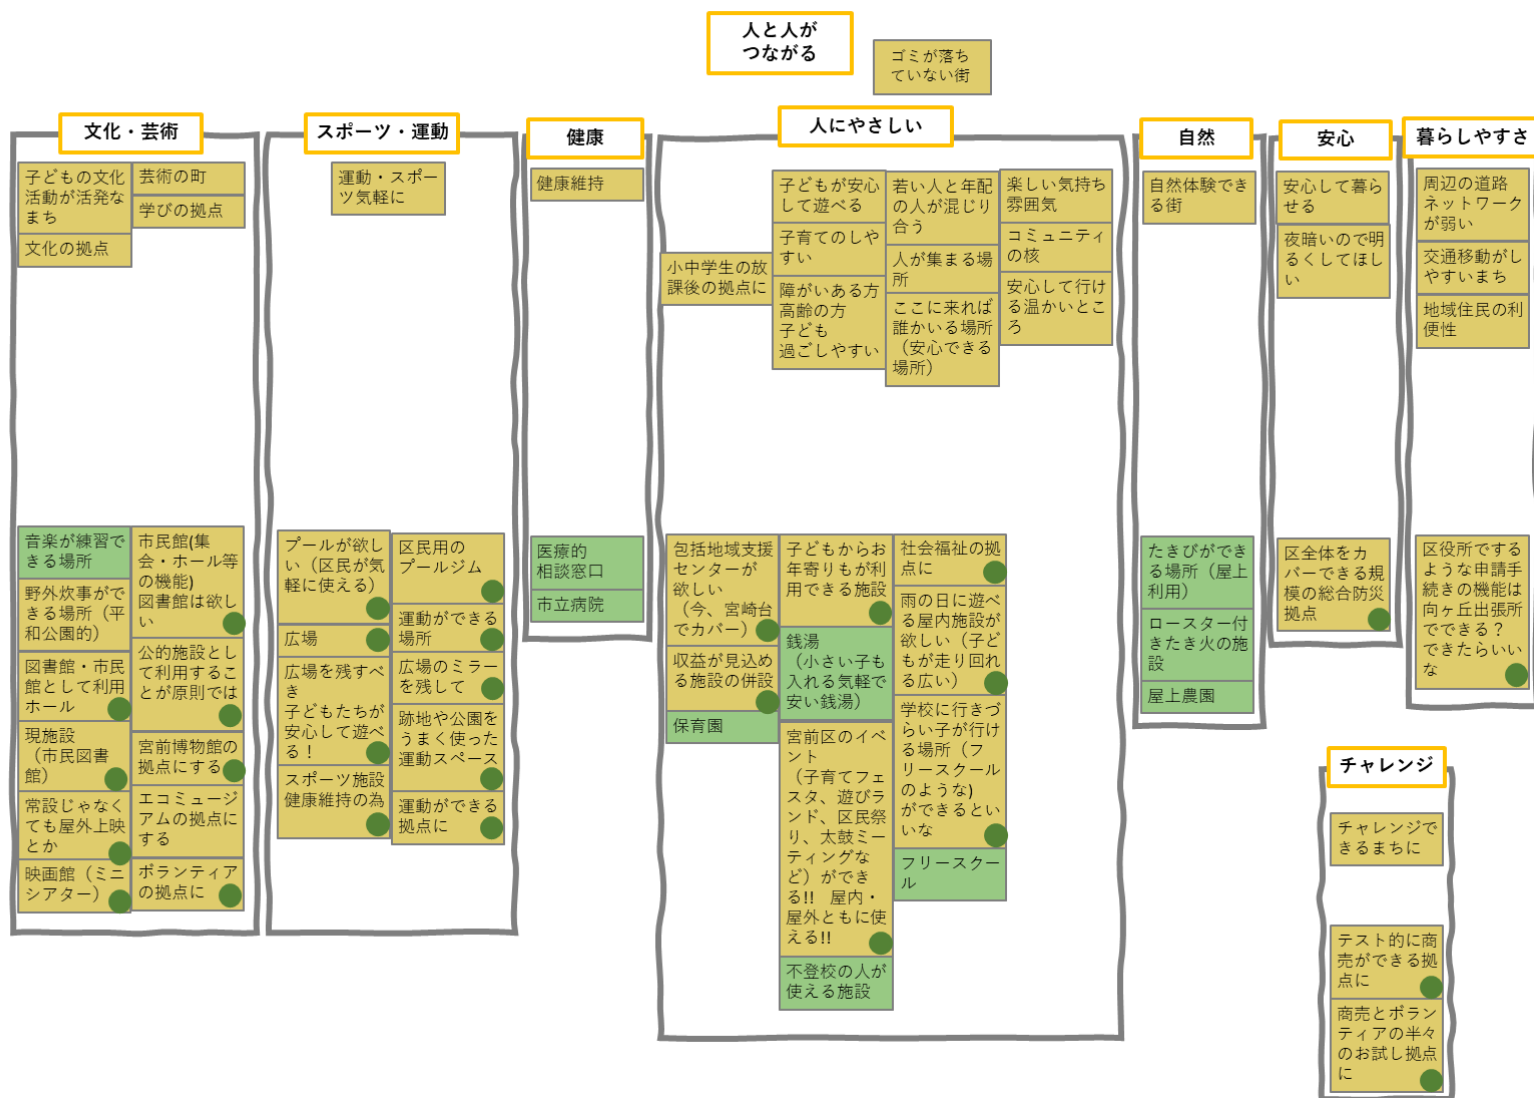 人と人が
つながる
ゴミが落ち
ていない街
文化・芸術
子どもの文化
活動が活発な
まち
文化の拠点
芸術の町
学びの拠点
音楽が練習で
きる場所
野外炊事がで
きる場所（平
和公園的）
図書館・市民
館として利用
ホール
現施設
（市民図書
館）
常設じゃなく
ても屋外上映
とか
映画館（ミニ
シアター）
市民館(集
会・ホール等
の機能)
図書館は欲し
い
公的施設とし
て利用するこ
とが原則では
宮前博物館の
拠点にする
エコミュージ
アムの拠点に
する
ボランティア
の拠点に
スポーツ・運動
運動・スポー
ツ気軽に
プールが欲し
い（区民が気
軽に使える）
広場
広場を残すべ
き
子どもたちが
安心して遊べ
る！
スポーツ施設
健康維持の為
区民用の
プールジム
運動ができる
場所
広場のミラー
を残して
跡地や公園を
うまく使った
運動スペース
運動ができる
拠点に
健康
健康維持
医療的
相談窓口
市立病院
人にやさしい
小中学生の放
課後の拠点に
子どもが安心
して遊べる
子育てのしや
すい
障がいある方
高齢の方
子ども
過ごしやすい
若い人と年配
の人が混じり
合う
人が集まる場
所
ここに来れば
誰かいる場所
（安心できる
場所）
楽しい気持ち
雰囲気
コミュニティ
の核
安心して行け
る温かいとこ
ろ
包括地域支援
センターが
欲しい
（今、宮崎台
でカバー）
収益が見込め
る施設の併設
保育園
子どもからお
年寄りもが利
用できる施設
銭湯
（小さい子も
入れる気軽で
安い銭湯）
宮前区のイベ
ント
（子育てフェ
スタ、遊びラ
ンド、区民祭
り、太鼓ミー
ティングな
ど）ができ
る!!　屋内・
屋外ともに使
える!!
不登校の人が
使える施設
社会福祉の拠
点に
雨の日に遊べ
る屋内施設が
欲しい（子ど
もが走り回れ
る広い）
学校に行きづ
らい子が行け
る場所（フ
リースクール
のような)
ができるとい
いな
フリースクー
ル
自然
自然体験でき
る街
たきびができ
る場所（屋上
利用）
ロースター付
きたき火の施
設
屋上農園
安心
安心して暮ら
せる
夜暗いので明
るくしてほし
い
区全体をカ
バーできる規
模の総合防災
拠点
暮らしやすさ
周辺の道路
ネットワーク
が弱い
交通移動がし
やすいまち
地域住民の利
便性
区役所でする
ような申請手
続きの機能は
向ヶ丘出張所
でできる？
できたらいい
な
チャレンジ
チャレンジで
きるまちに
テスト的に商
売ができる拠
点に
商売とボラン
ティアの半々
のお試し拠点
に